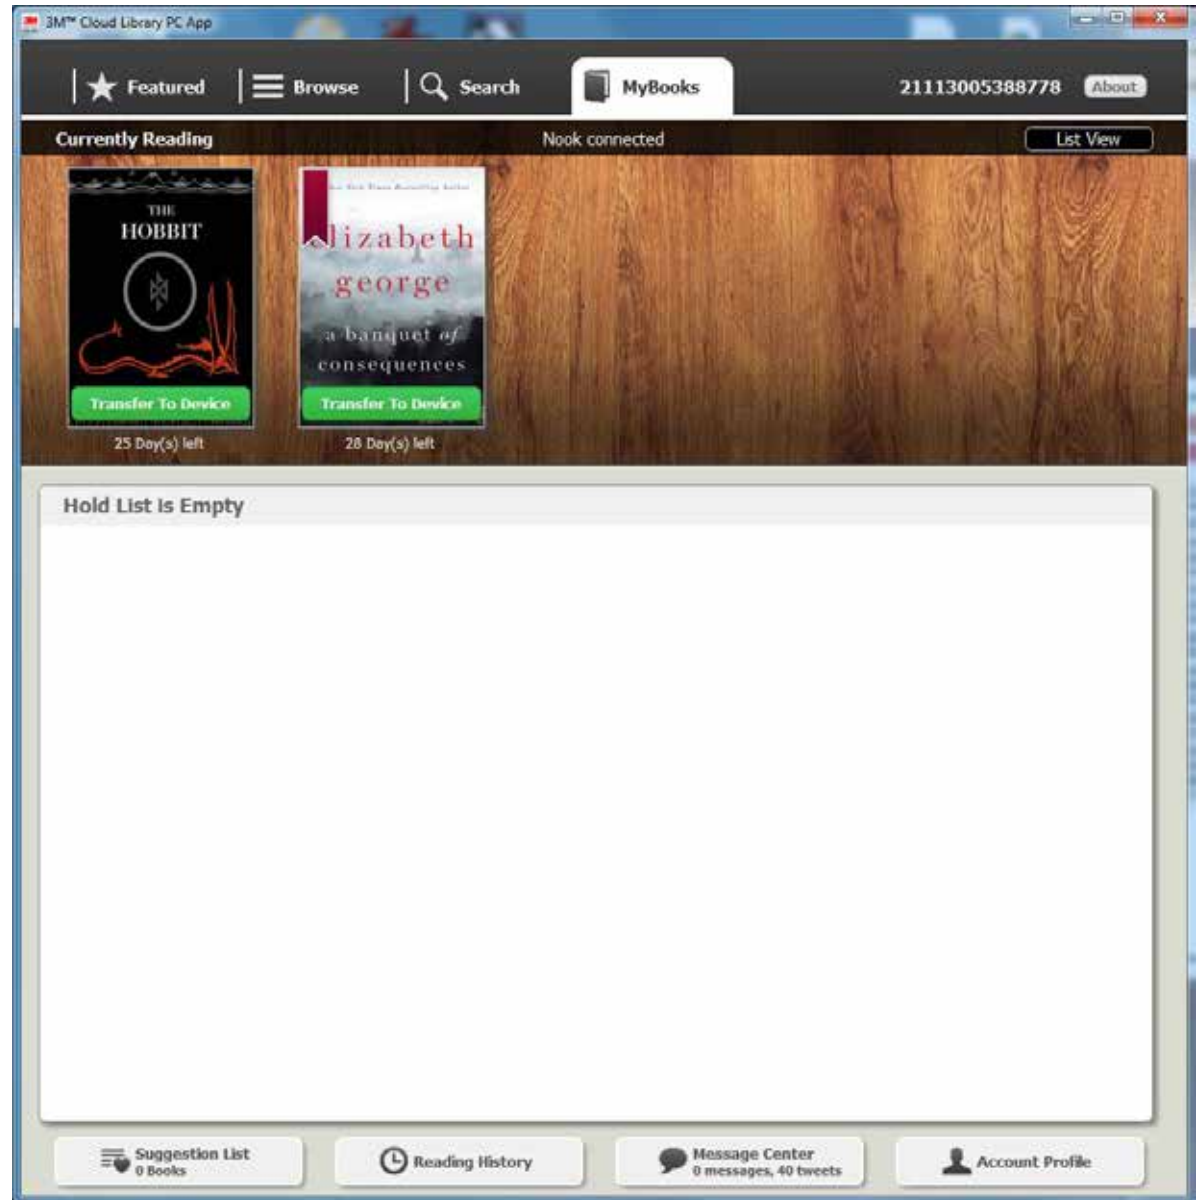 3M™ Cloud Library PC App
Featured
Browse
Search
MyBooks
21113005388778
About
Currently Reading
Nook connected
List View
THE
HOBBIT
Transfer To Device
25 Day(s) left
elizabeth
george
a banquet of
consequences
Transfer To Device
28 Day(s) left
Hold List Is Empty
Suggestion List
0 Books
Reading History
Message Center
0 messages, 40 tweets
Account Profile